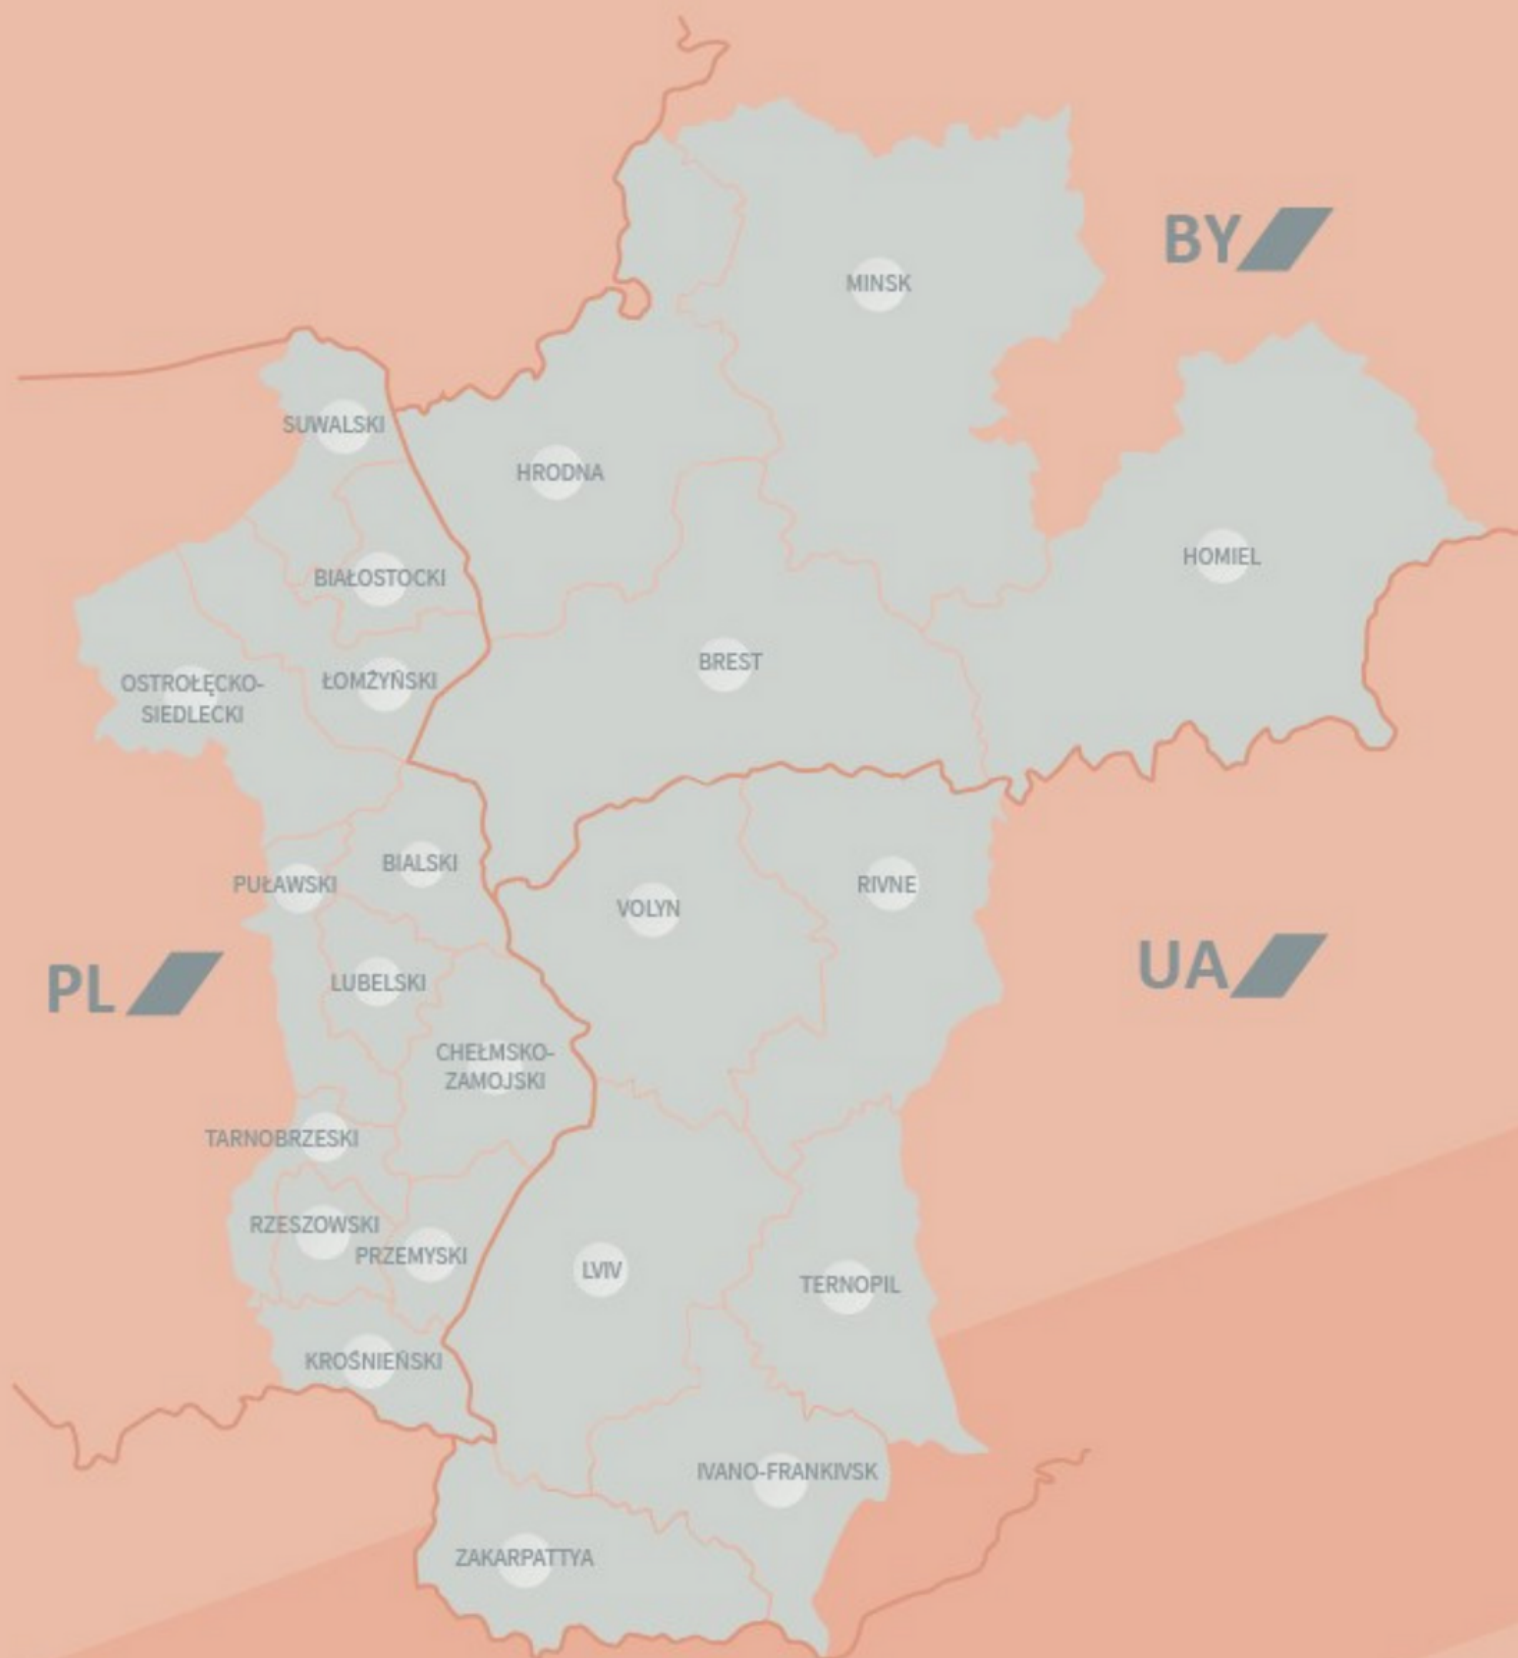 BY
MINSK
SUWALSKI
HRODNA
HOMIEL
BIAŁOSTOCKI
BREST
OSTROŁĘCKO-
SIEDLECKI
ŁOMŻYŃSKI
BIALSKI
PUŁAWSKI
RIVNE
VOLYN
PL
LUBELSKI
UA
CHEŁMSKO-
ZAMOJSKI
TARNOBRZESKI
RZESZOWSKI
PRZEMYSKI
LVIV
TERNOPIL
KROŚNIEŃSKI
IVANO-FRANKIVSK
ZAKARPATTYA